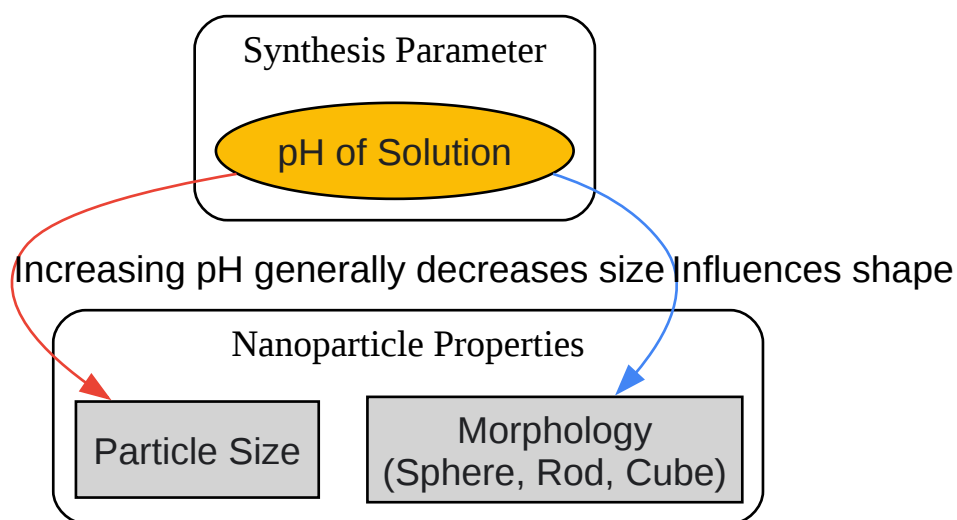 Synthesis Parameter
pH of Solution
Increasing pH generally decreases size
Influences shape
Nanoparticle Properties
Particle Size
Morphology
(Sphere, Rod, Cube)